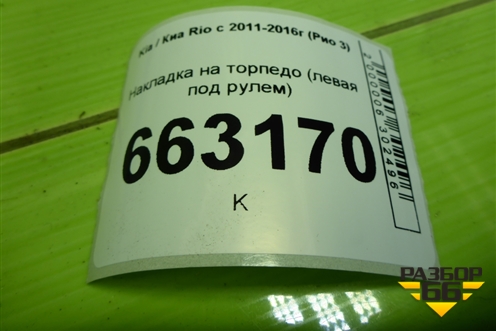 Kia / Киа Rio с 2011-2016г (Рио 3)
Накладка на торпедо (левая
под рулем)
663170
К
2000006302496
РАЗБОР
66